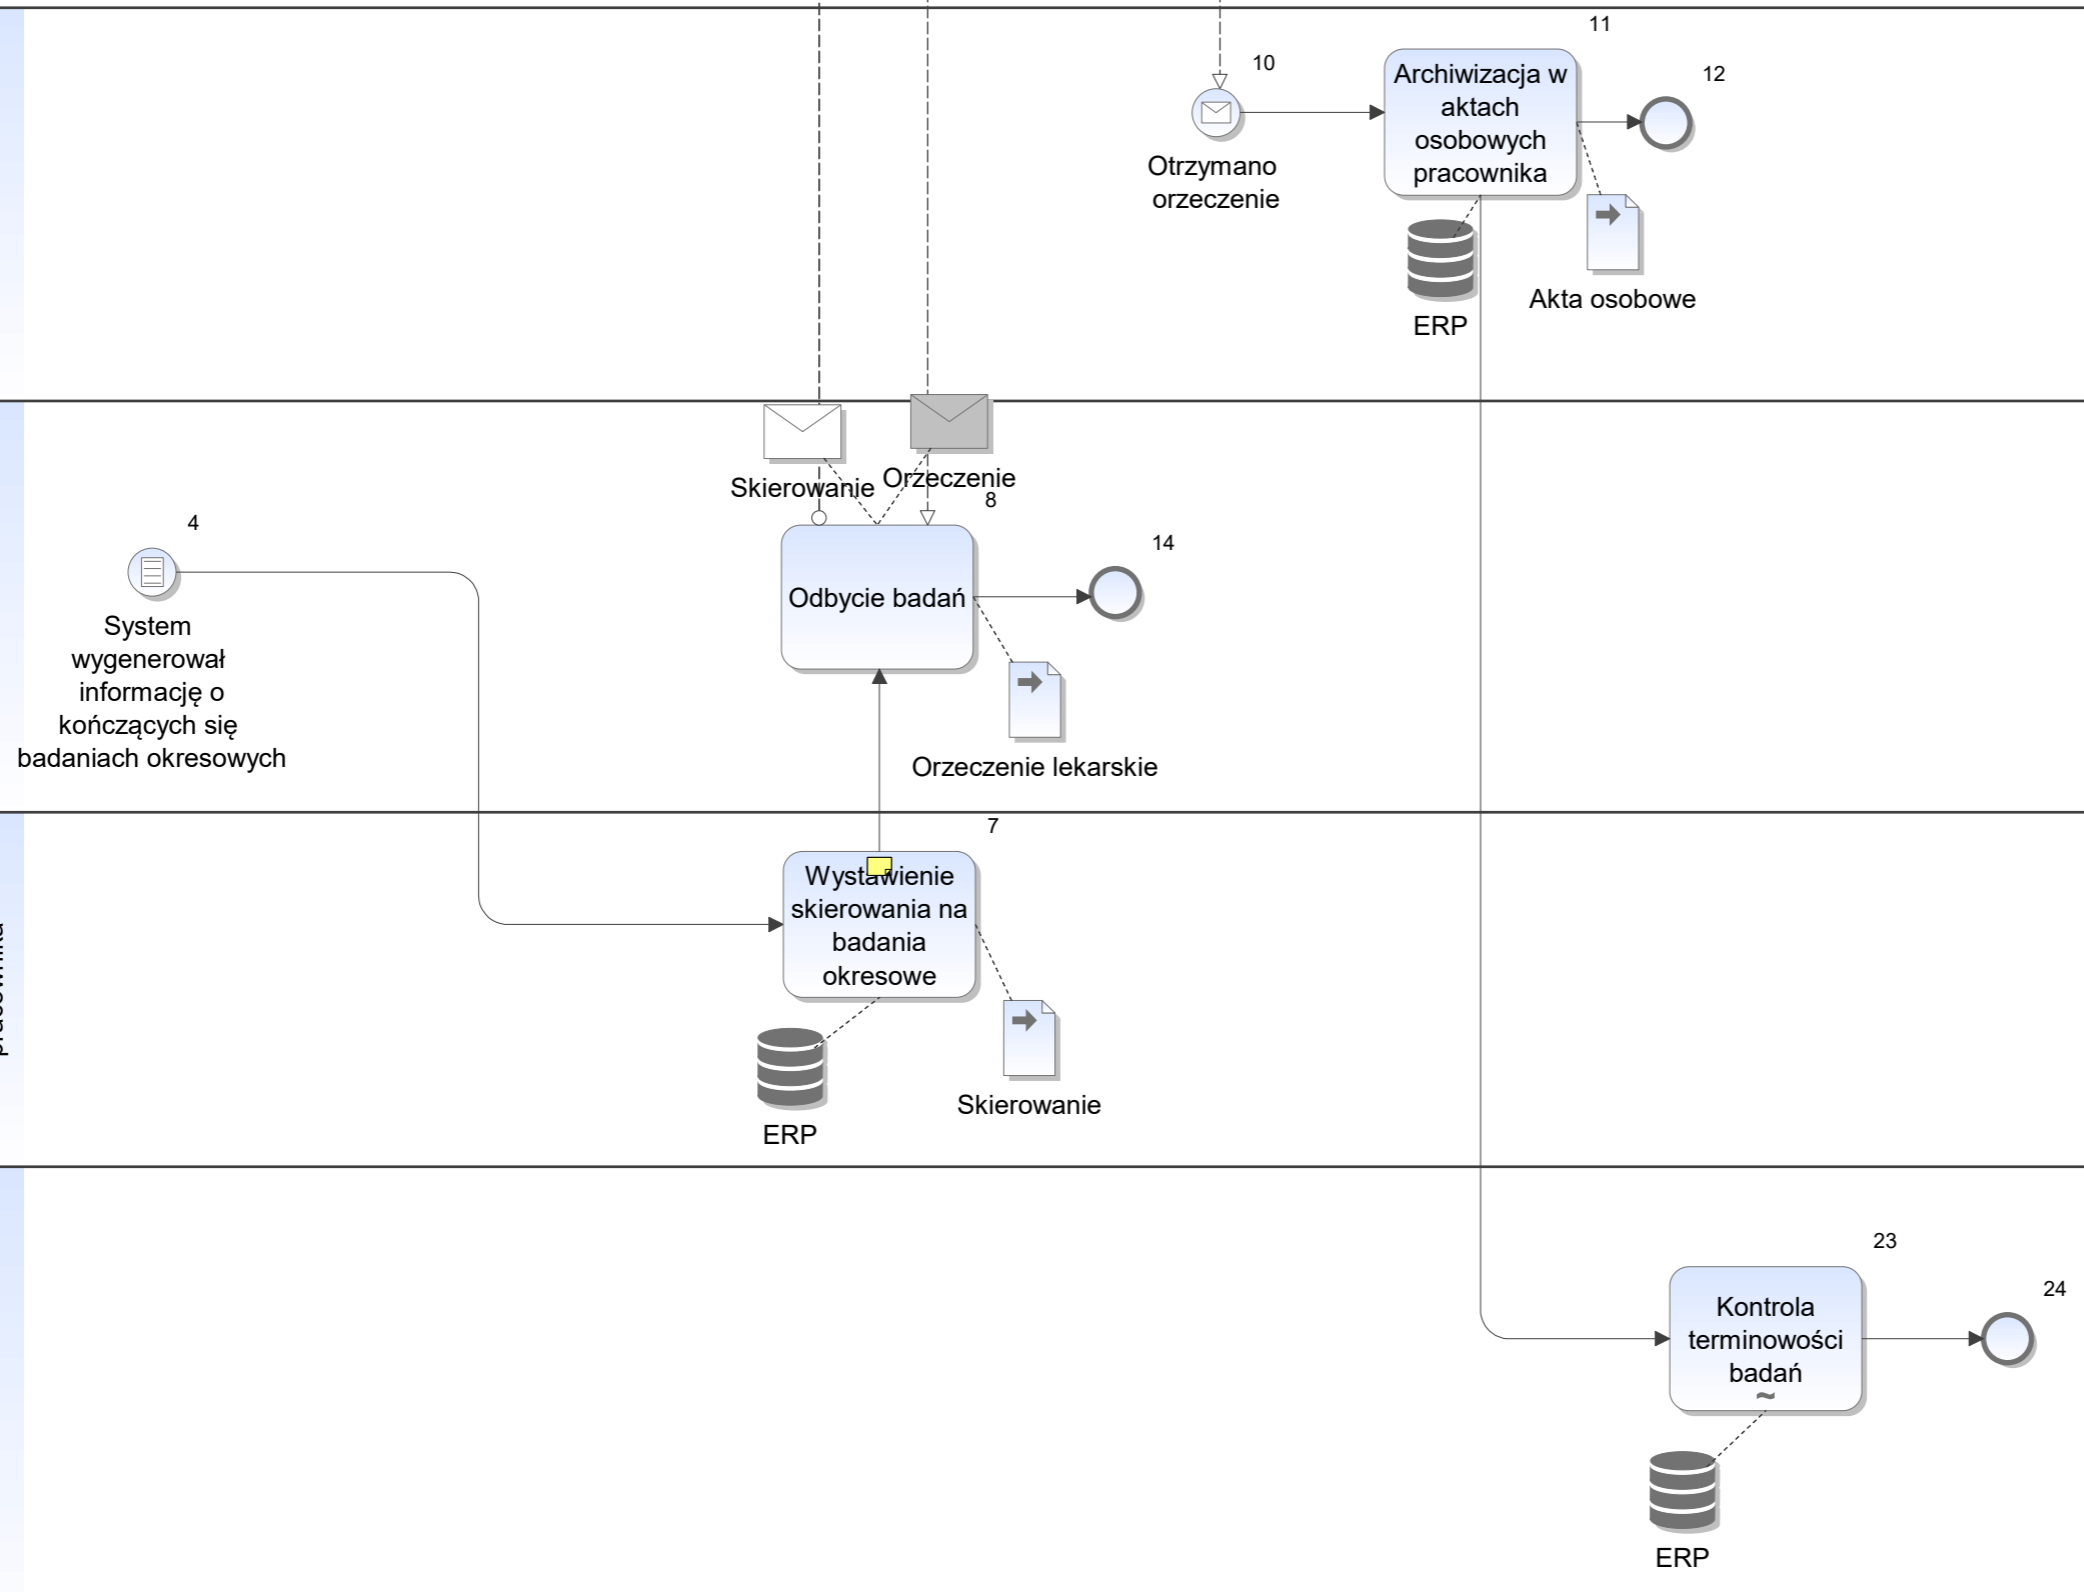 11
10
12
Archiwizacja w
aktach
osobowych
pracownika
Otrzymano
orzeczenie
Akta osobowe
ERP
Skierowanie
Orzeczenie
8
4
14
Odbycie badań
System
wygenerował
informację o
kończących się
badaniach okresowych
Orzeczenie lekarskie
7
Wystawienie
skierowania na
badania
okresowe
Skierowanie
ERP
23
24
Kontrola
terminowości
badań
ERP